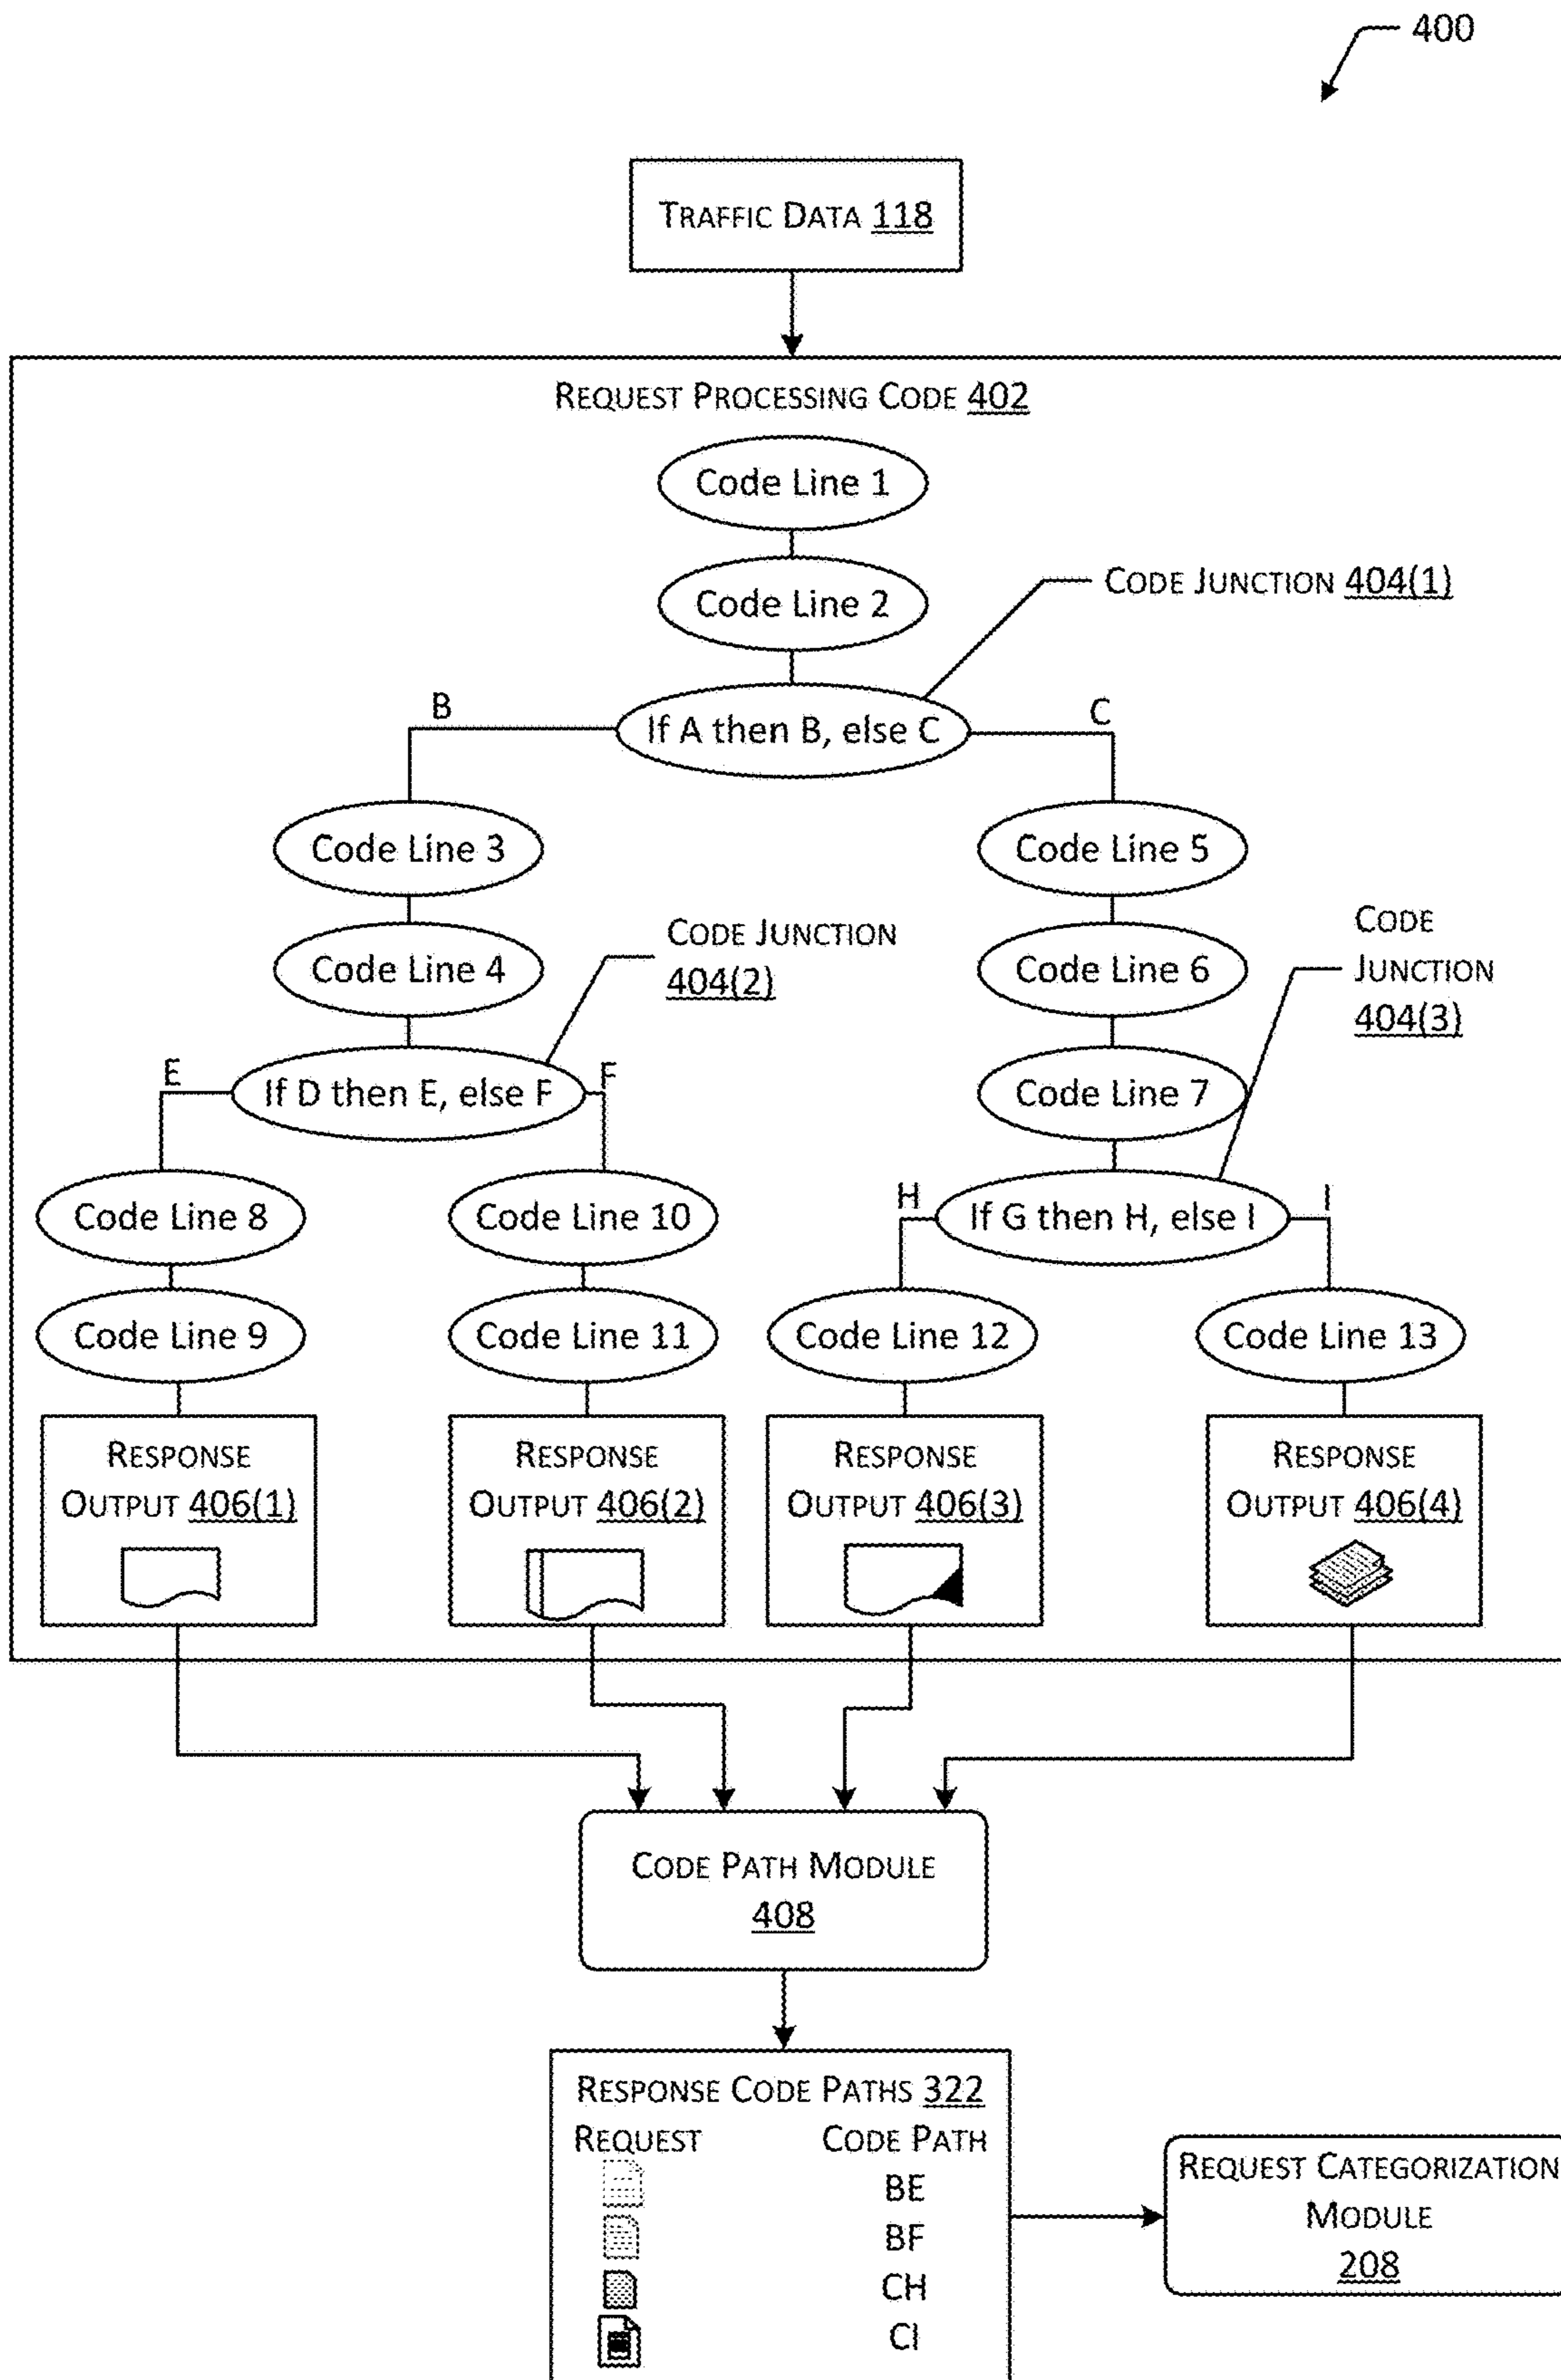 400
TRAFFIC DATA 118
REQUEST PROCESSING CODE 402
Code Line 1
Code Line 2
CODE JUNCTION 404(1)
B
If A then B, else C
C
Code Line 3
Code Line 5
Code Line 4
CODE JUNCTION
404(2)
Code Line 6
CODE
JUNCTION
404(3)
E
If D then E, else F
F
Code Line 7
Code Line 8
Code Line 10
H
If G then H, else I
I
Code Line 9
Code Line 11
Code Line 12
Code Line 13
RESPONSE
OUTPUT 406(1)
RESPONSE
OUTPUT 406(2)
RESPONSE
OUTPUT 406(3)
RESPONSE
OUTPUT 406(4)
CODE PATH MODULE
408
RESPONSE CODE PATHS 322
REQUEST CODE PATH
BE
BF
CH
CI
REQUEST CATEGORIZATION
MODULE
208